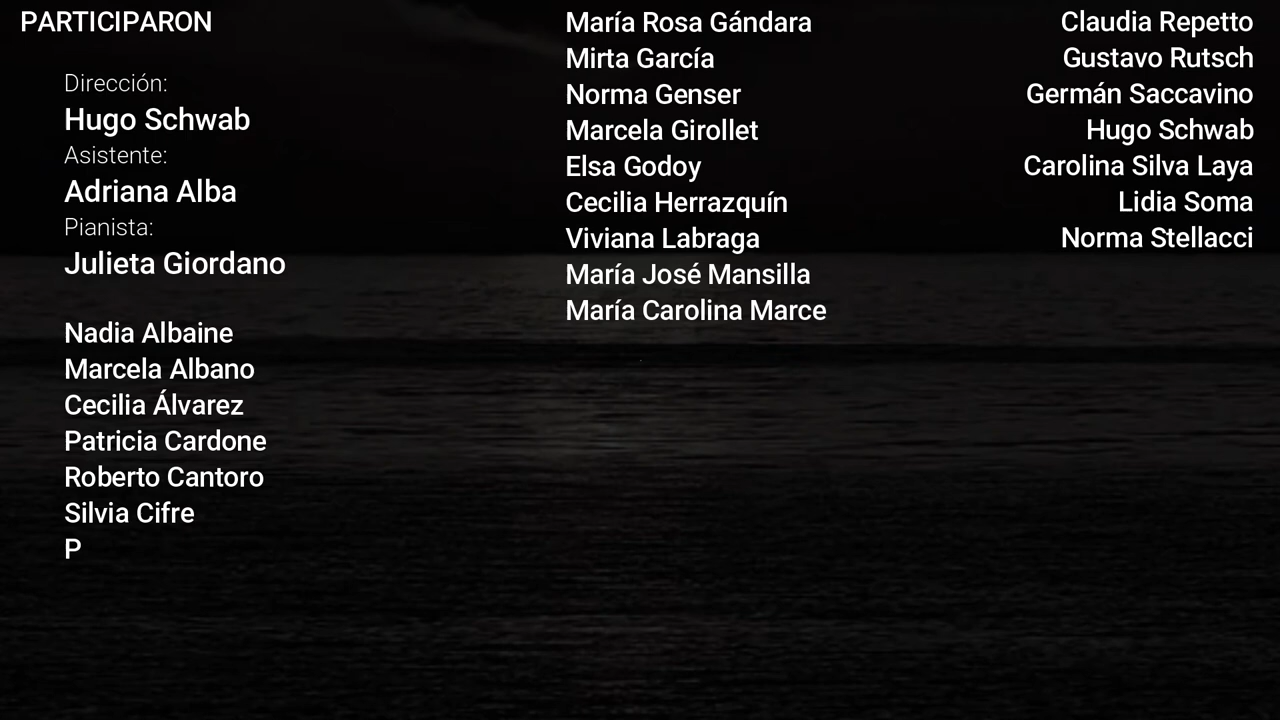 PARTICIPARON
Dirección:
Hugo Schwab
Asistente:
Adriana Alba
Pianista:
Julieta Giordano
Nadia Albaine
Marcela Albano
Cecilia Álvarez
Patricia Cardone
Roberto Cantoro
Silvia Cifre
P
María Rosa Gándara
Mirta García
Norma Genser
Marcela Girollet
Elsa Godoy
Cecilia Herrazquín
Viviana Labraga
María José Mansilla
María Carolina Marce
Claudia Repetto
Gustavo Rutsch
Germán Saccavino
Hugo Schwab
Carolina Silva Laya
Lidia Soma
Norma Stellacci